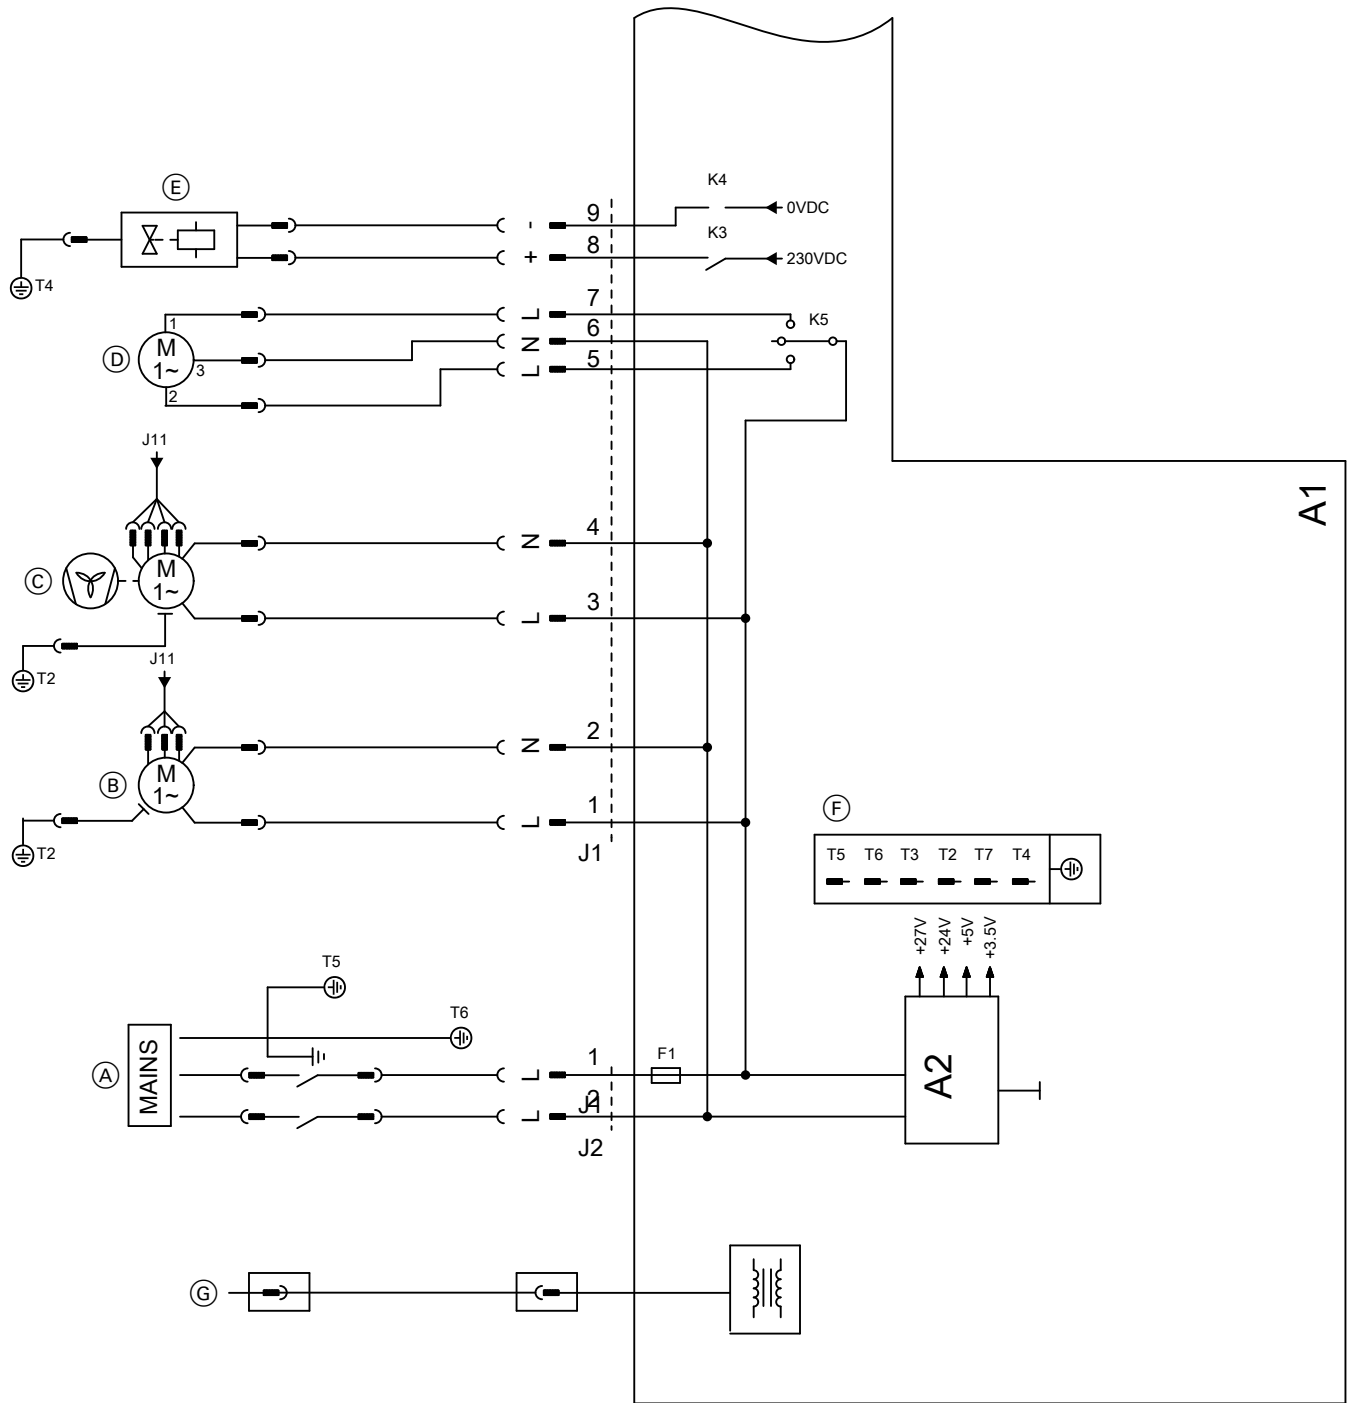 K4
E
9
0VDC
-
K3
8
+
230VDC
T4
7
L
K5
1
6
N
D
M
1~
3
5
L
2
J11
A1
4
N
C
M
1~
3
L
T2
J11
2
N
M
1~
B
1
L
F
T2
J1
T5 T6 T3 T2 T7 T4
+27V
+24V
+5V
+3.5V
T5
T6
A
MAINS
1
L
F1
A2
2
J1
L
J2
G